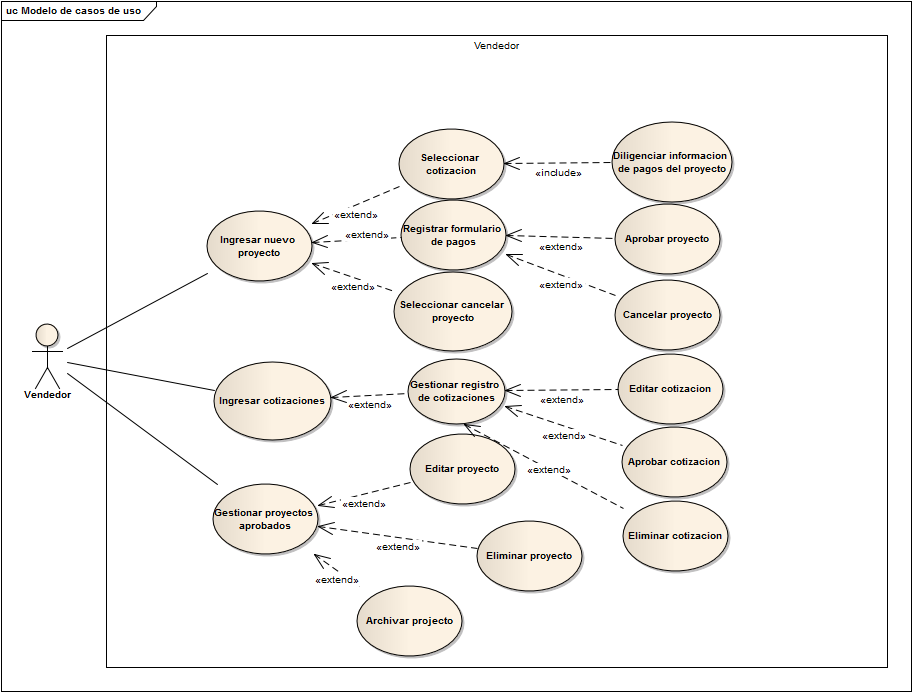 uc Modelo de casos de uso
Vendedor
Seleccionar
cotizacion
«include»
Diligenciar informacion
de pagos del proyecto
«extend»
Ingresar nuevo
proyecto
«extend»
Registrar formulario
de pagos
«extend»
Aprobar proyecto
«extend»
Seleccionar cancelar
proyecto
«extend»
Cancelar proyecto
Vendedor
Ingresar cotizaciones
«extend»
Gestionar registro
de cotizaciones
«extend»
Editar cotizacion
«extend»
Aprobar cotizacion
«extend»
Eliminar cotizacion
Editar proyecto
«extend»
Gestionar proyectos
aprobados
«extend»
Eliminar proyecto
«extend»
Archivar projecto